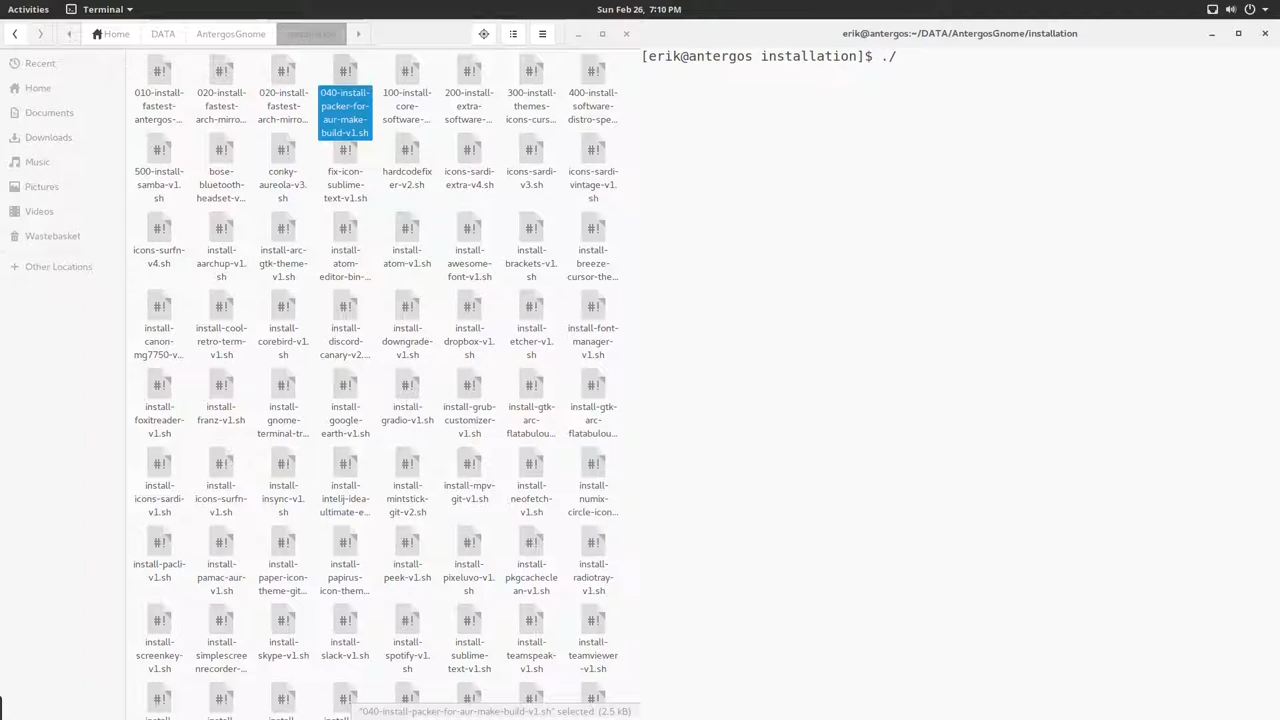 Activities
Terminal
Sun Feb 26, 7:10 PM
Home
DATA
AntergosGnome
erik@antergos:~/DATA/AntergosGnome/installation
Recent
Home
Documents
Downloads
Music
Pictures
Videos
Wastebasket
Other Locations
010-install-
fastest-
antergos-...
020-install-
fastest-
arch-mirro...
020-install-
fastest-
arch-mirro...
040-install-
packer-for-
aur-make-
build-v1.sh
100-install-
core-
software-...
200-install-
extra-
software-...
300-install-
themes-
icons-curs...
400-install-
software-
distro-spe...
500-install-
samba-v1.
sh
bose-
bluetooth-
headset-v...
conky-
aureola-v3.
sh
fix-icon-
sublime-
text-v1.sh
hardcodefix
er-v2.sh
icons-sardi-
extra-v4.sh
icons-sardi-
v3.sh
icons-sardi-
vintage-v1.
sh
icons-surfn-
v4.sh
install-
aarchup-v1.
sh
install-arc-
gtk-theme-
v1.sh
install-
atom-
editor-bin-...
install-
atom-v1.sh
install-
awesome-
font-v1.sh
install-
brackets-v1.
sh
install-
breeze-
cursor-the...
install-
canon-
mg7750-v...
install-cool-
retro-term-
v1.sh
install-
corebird-v1.
sh
install-
discord-
canary-v2....
install-
downgrade-
v1.sh
install-
dropbox-v1.
sh
install-
etcher-v1.
sh
install-font-
manager-
v1.sh
install-
foxitreader-
v1.sh
install-
franz-v1.sh
install-
gnome-
terminal-tr...
install-
google-
earth-v1.sh
install-
gradio-v1.sh
install-grub-
customizer-
v1.sh
install-gtk-
arc-
flatabulou...
install-gtk-
arc-
flatabulou...
install-
icons-sardi-
v1.sh
install-
icons-surfn-
v1.sh
install-
insync-v1.
sh
install-
intelij-idea-
ultimate-e...
install-
mintstick-
git-v2.sh
install-mpv-
git-v1.sh
install-
neofetch-
v1.sh
install-
numix-
circle-icon...
install-pacli-
v1.sh
install-
pamac-aur-
v1.sh
install-
paper-icon-
theme-git...
install-
papirus-
icon-them...
install-
peek-v1.sh
install-
pixeluvo-v1.
sh
install-
pkgcachecle
an-v1.sh
install-
radiotray-
v1.sh
install-
screenkey-
v1.sh
install-
simplescree
nrecorder-...
install-
skype-v1.sh
install-
slack-v1.sh
install-
spotify-v1.
sh
install-
sublime-
text-v1.sh
install-
teamspeak-
v1.sh
install-
teamviewer
-v1.sh
"040-install-packer-for-aur-make-build-v1.sh" selected (2.5 kB)
[erik@antergos installation]$ ./